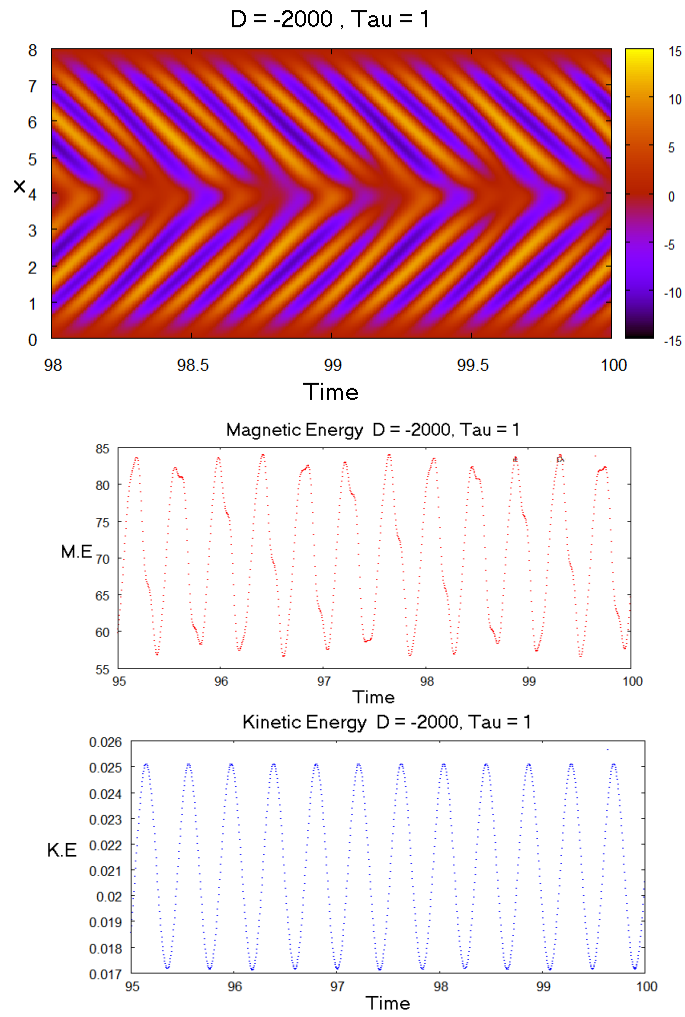 D = -2000 , Tau = 1
8
7
6
5
4
3
2
1
0
x
98 98.5 99 99.5 100
Time
15
10
5
0
-5
-10
-15
Magnetic Energy D = -2000, Tau = 1
85
80
75
70
65
60
55
M.E
95 96 97 98 99 100
Time
Kinetic Energy D = -2000, Tau = 1
0.026
0.025
0.024
0.023
0.022
0.021
0.02
0.019
0.018
0.017
K.E
95 96 97 98 99 100
Time